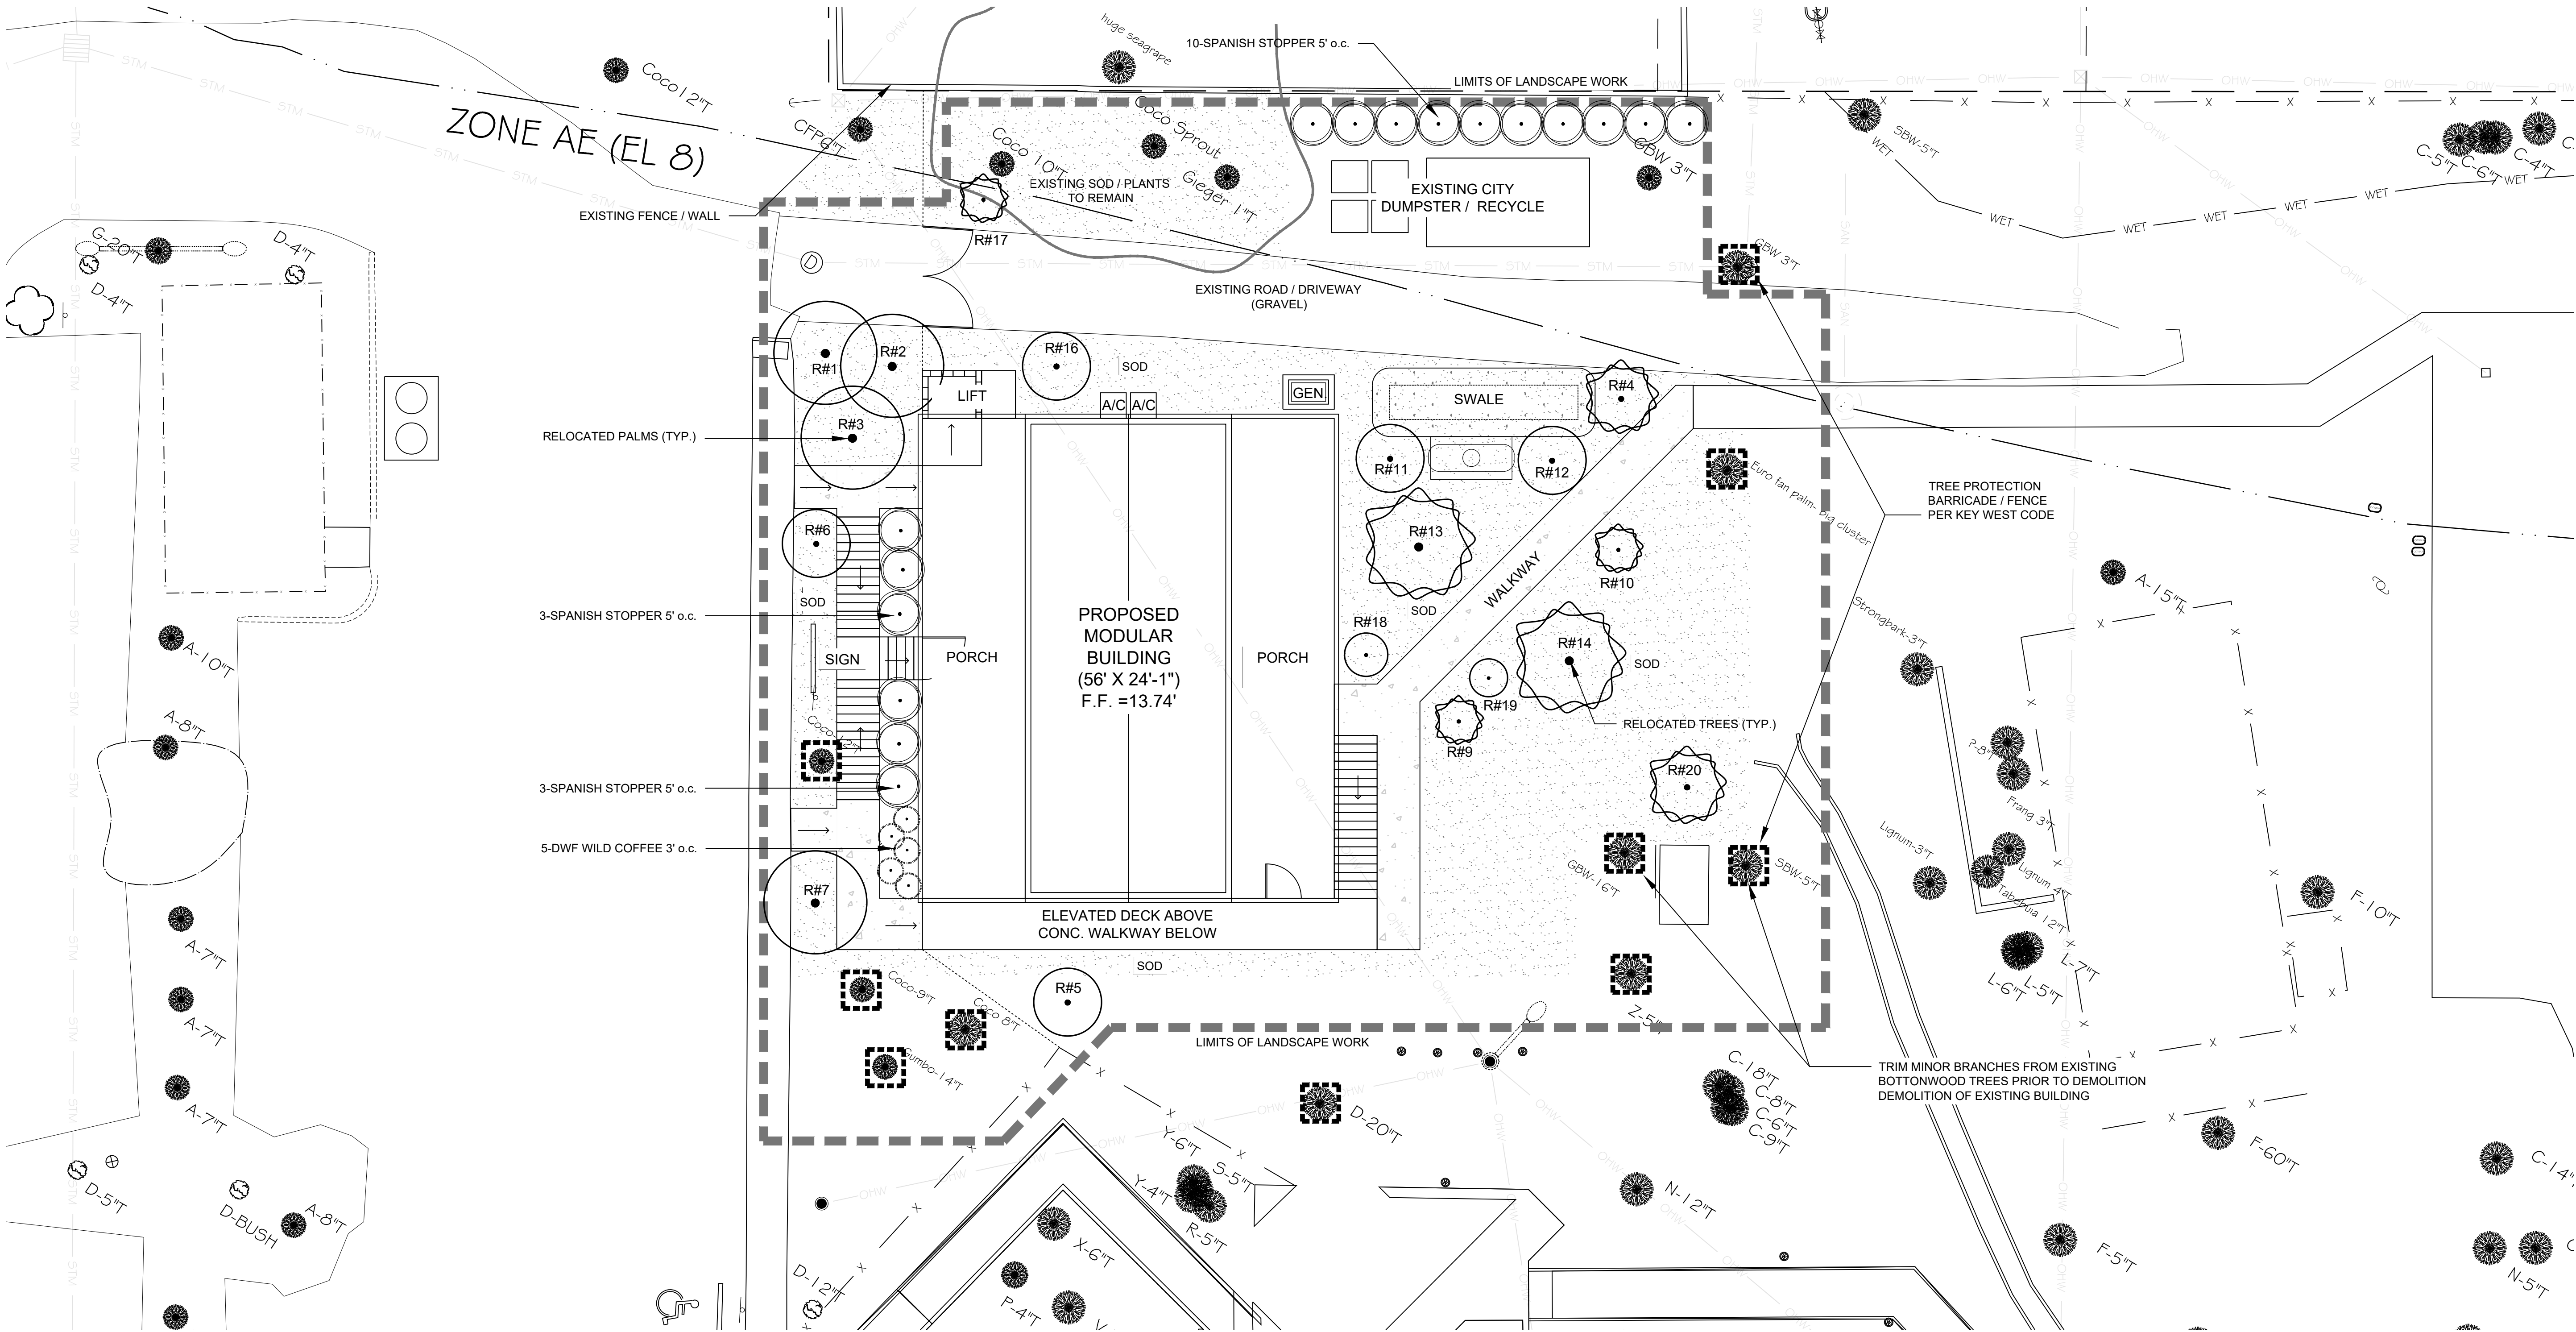 huge seagrape
10-SPANISH STOPPER 5' o.c.
LIMITS OF LANDSCAPE WORK
Coco12"T
ZONE AE (EL 8)
CFP6"T
Coco 10"T
Coco Sprout
Gieger 1"T
GBW 3"T
SBW-5"T
C-5"T
C-6"T
C-4"T
EXISTING SOD / PLANTS
TO REMAIN
EXISTING CITY
DUMPSTER / RECYCLE
EXISTING FENCE / WALL
R#17
G-20"T
D-4"T
D-4"T
D
GBW 3"T
EXISTING ROAD / DRIVEWAY
(GRAVEL)
STM
OHW
WET
SAN
R#1
R#2
R#16
SOD
LIFT
A/C
A/C
GEN.
SWALE
R#4
R#3
RELOCATED PALMS (TYP.)
R#11
R#12
Euro fan palm- big cluster
TREE PROTECTION
BARRICADE / FENCE
PER KEY WEST CODE
R#6
R#13
R#10
WALKWAY
A-15"T
SOD
SOD
3-SPANISH STOPPER 5' o.c.
PROPOSED
MODULAR
BUILDING
(56' X 24'-1")
F.F. =13.74'
PORCH
PORCH
SIGN
R#18
R#14
SOD
Strongbark-3"T
A-10"T
A-8"T
R#19
R#9
RELOCATED TREES (TYP.)
Coco-12"T
P-8"T
R#20
3-SPANISH STOPPER 5' o.c.
Frang 3"T
Lignum-3"T
Lignum 4"T
Tabebuia 12"T
5-DWF WILD COFFEE 3' o.c.
GBW-16"T
SBW-5"T
R#7
F-10"T
ELEVATED DECK ABOVE
CONC. WALKWAY BELOW
A-7"T
L-7"T
L-5"T
L-6"T
SOD
Coco-9"T
R#5
Coco 8"T
Z-5"T
A-7"T
LIMITS OF LANDSCAPE WORK
Gumbo-14"T
C-18"T
C-8"T
C-6"T
C-9"T
TRIM MINOR BRANCHES FROM EXISTING
BOTTONWOOD TREES PRIOR TO DEMOLITION
DEMOLITION OF EXISTING BUILDING
A-7"T
D-20"T
Y-6"T
S-5"T
Y-4"T
R-5"T
F-60"T
C-14"T
D-5"T
D-BUSH
A-8"T
N-12"T
X-6"T
F-5"T
N-5"T
D-12"T
P-4"T